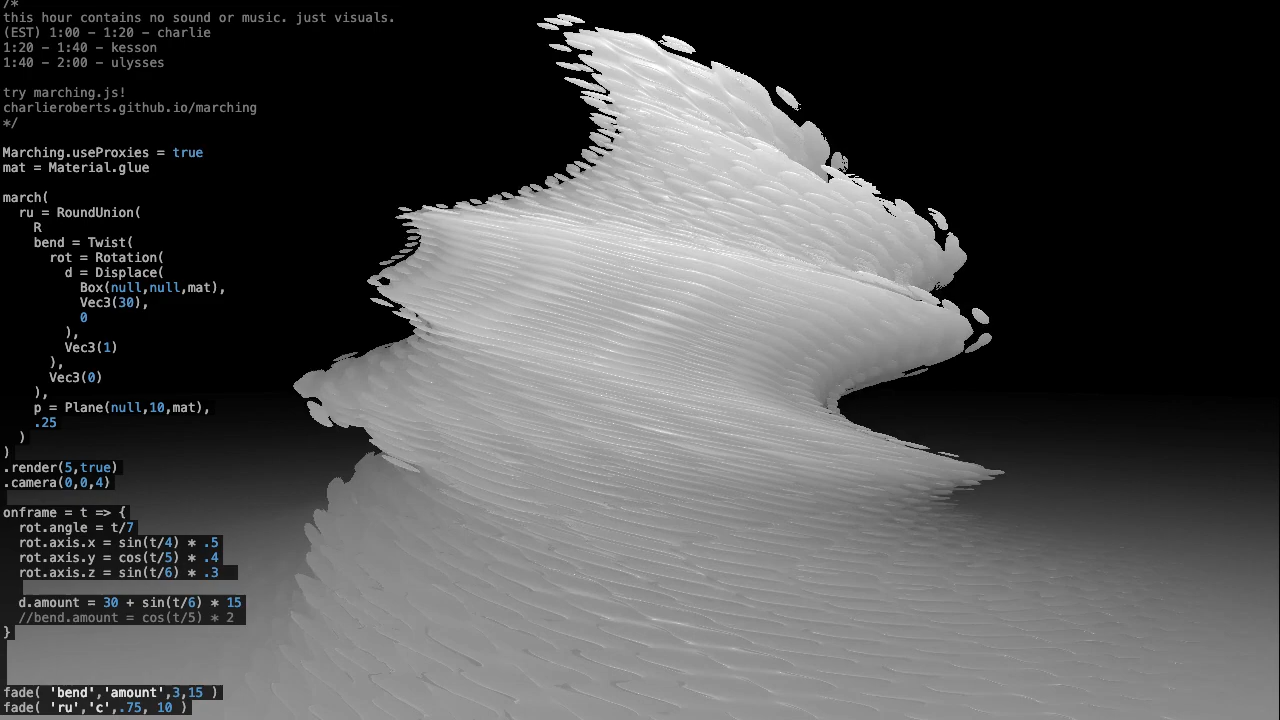 /*
this hour contains no sound or music. just visuals.
(EST) 1:00 - 1:20 - charlie
1:20 - 1:40 - kesson
1:40 - 2:00 - ulysses

try marching.js!
charlieroberts.github.io/marching
*/

Marching.useProxies = true
mat = Material.glue

march(
  ru = RoundUnion(
    R
    bend = Twist(
      rot = Rotation(
        d = Displace(
          Box(null,null,mat),
          Vec3(30),
          0
        ),
        Vec3(1)
      ),
      Vec3(0)
    ),
    p = Plane(null,10,mat),
    .25
  )
)
.render(5,true)
.camera(0,0,4)

onframe = t => {
  rot.angle = t/7
  rot.axis.x = sin(t/4) * .5
  rot.axis.y = cos(t/5) * .4
  rot.axis.z = sin(t/6) * .3

  d.amount = 30 + sin(t/6) * 15
  //bend.amount = cos(t/5) * 2
}

fade( 'bend','amount',3,15 )
fade( 'ru','c',.75, 10 )